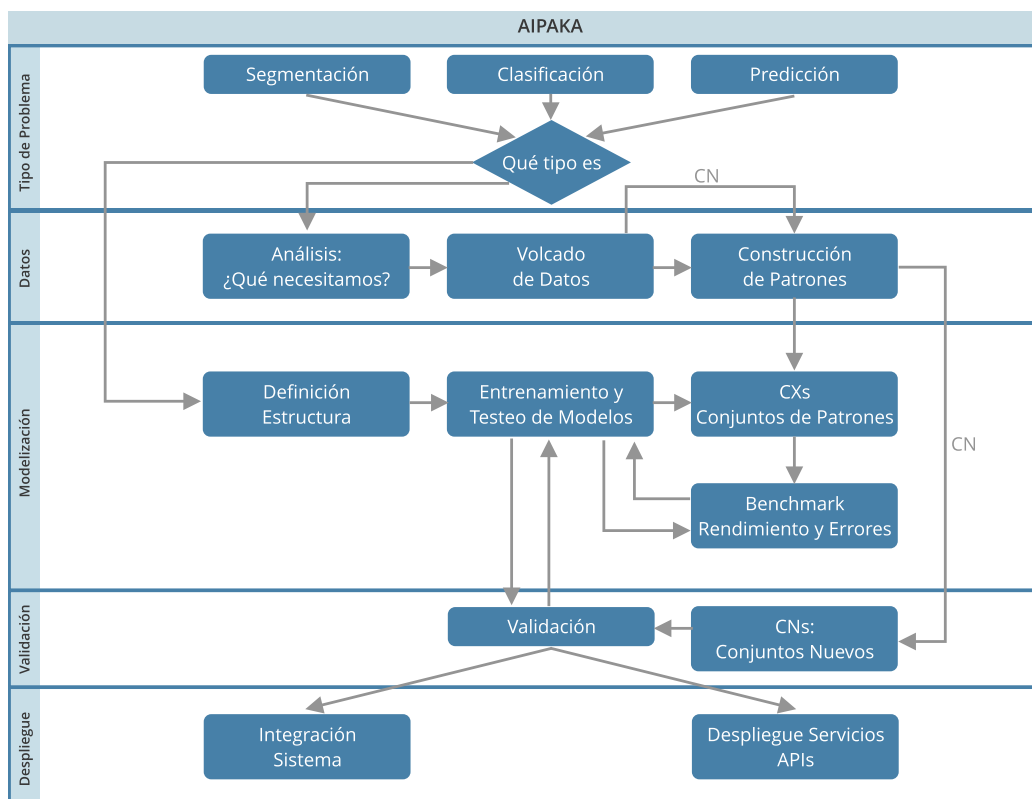 AIPAKA
Tipo de Problema
Segmentación
Clasificación
Predicción
Qué tipo es
CN
Datos
Análisis:
¿Qué necesitamos?
Volcado
de Datos
Construcción
de Patrones
Modelización
Definición
Estructura
Entrenamiento y
Testeo de Modelos
CXs
Conjuntos de Patrones
CN
Benchmark
Rendimiento y Errores
Validación
Validación
CNs:
Conjuntos Nuevos
Despliegue
Integración
Sistema
Despliegue Servicios
APIs